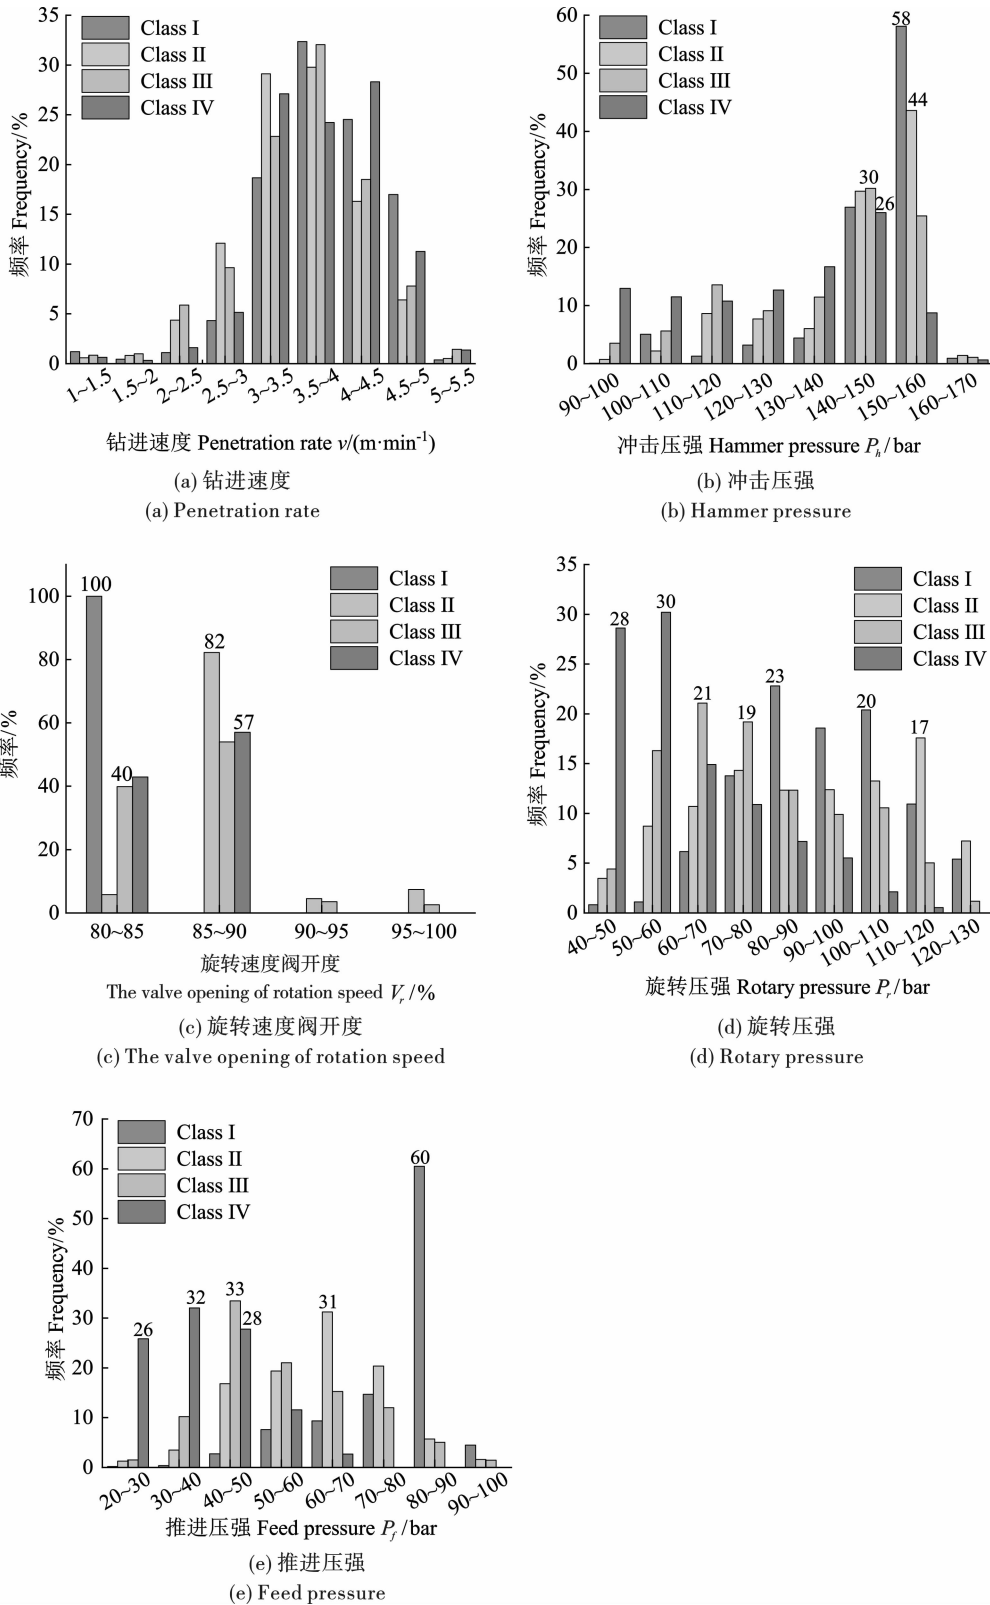 35
30
25
20
15
10
5
0
频率 Frequency/%
Class I
Class II
Class III
Class IV
1~1.5
1.5~2
2~2.5
2.5~3
3~3.5
3.5~4
4~4.5
4.5~5
5~5.5
钻进速度 Penetration rate v/(m·min⁻¹)
(a) 钻进速度
(a) Penetration rate
60
50
40
30
20
10
0
频率 Frequency/%
Class I
Class II
Class III
Class IV
58
44
30
26
90~100
100~110
110~120
120~130
130~140
140~150
150~160
160~170
冲击压强 Hammer pressure Pₕ/bar
(b) 冲击压强
(b) Hammer pressure
100
80
60
40
20
0
频率/%
Class I
Class II
Class III
Class IV
100
82
57
40
80~85
85~90
90~95
95~100
旋转速度阀开度
The valve opening of rotation speed Vᵣ/%
(c) 旋转速度阀开度
(c) The valve opening of rotation speed
35
30
25
20
15
10
5
0
频率 Frequency/%
Class I
Class II
Class III
Class IV
28
30
21
19
23
20
17
40~50
50~60
60~70
70~80
80~90
90~100
100~110
110~120
120~130
旋转压强 Rotary pressure Pᵣ/bar
(d) 旋转压强
(d) Rotary pressure
70
60
50
40
30
20
10
0
频率 Frequency/%
Class I
Class II
Class III
Class IV
26
32
33
28
31
60
20~30
30~40
40~50
50~60
60~70
70~80
80~90
90~100
推进压强 Feed pressure P_f/bar
(e) 推进压强
(e) Feed pressure